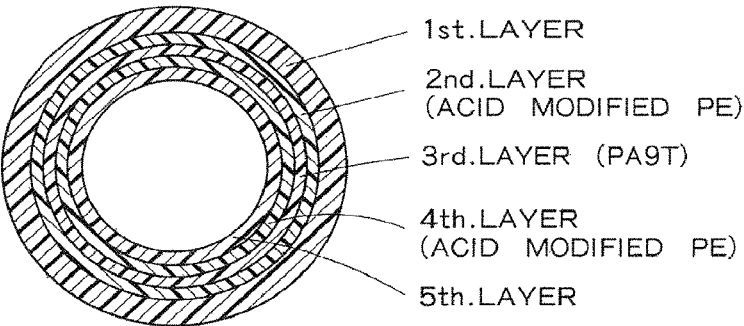 1st.LAYER
2nd.LAYER
(ACID MODIFIED PE)
3rd.LAYER (PA9T)
4th.LAYER
(ACID MODIFIED PE)
5th.LAYER